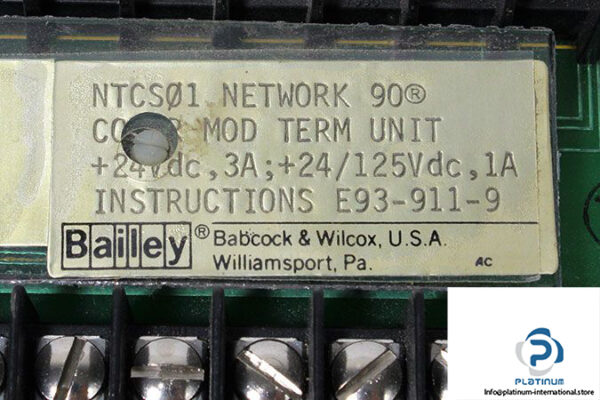 NTCSØ1 NETWORK 90®
MOD TERM UNIT
+24Vdc,3A;+24/125Vdc,1A
INSTRUCTIONS E93-911-9
Bailey® Babcock & Wilcox, U.S.A.
Williamsport, Pa. AC
PLATINUM
Info@platinum-international.store